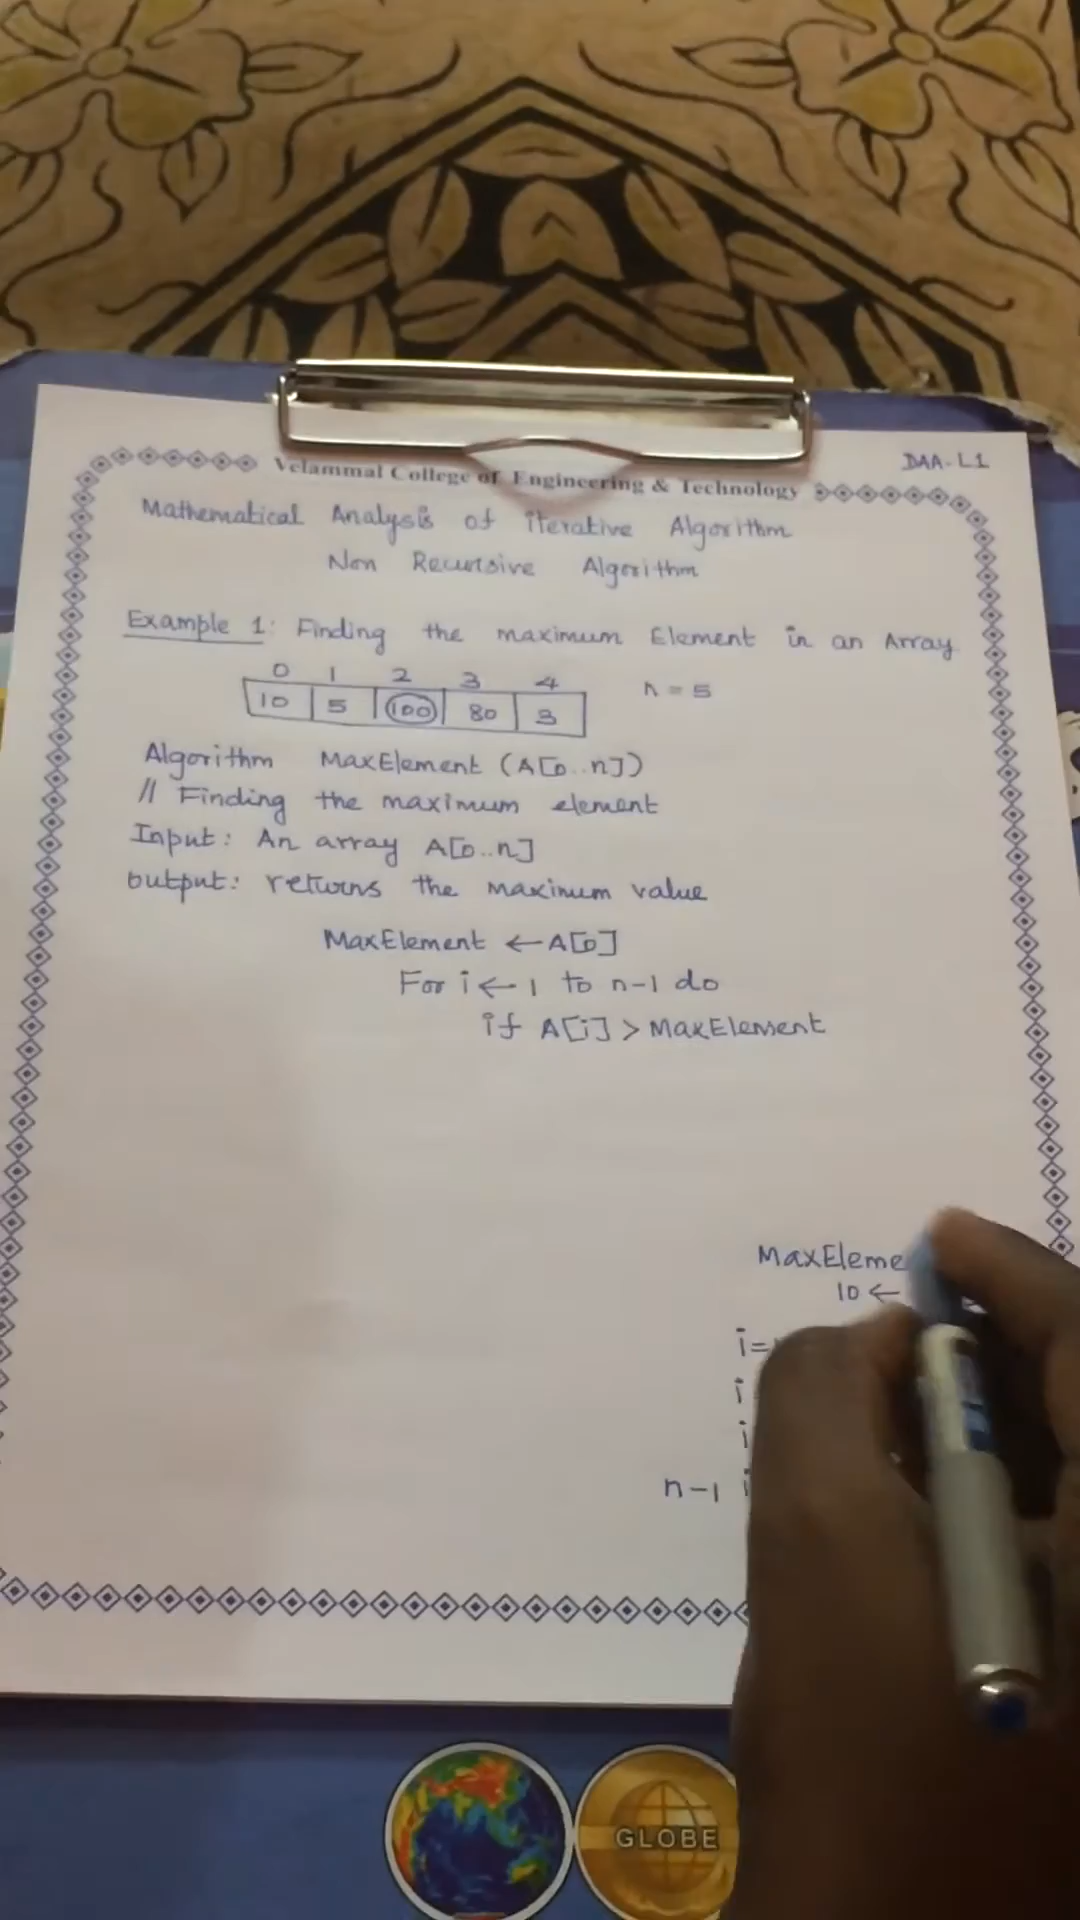 DAA-L1
Velammal College of Engineering & Technology
Mathematical Analysis of iterative Algorithm
Non Recursive Algorithm
Example 1: Finding the maximum Element in an Array
0 1 2 3 4
10 5 100 80 3 n = 5
Algorithm MaxElement (A[0..n])
// Finding the maximum element
Input: An array A[0..n]
output: returns the maximum value
MaxElement ← A[0]
For i ← 1 to n-1 do
if A[i] > MaxElement
MaxEleme
10 ←
i=
i
i
n-1 i
GLOBE